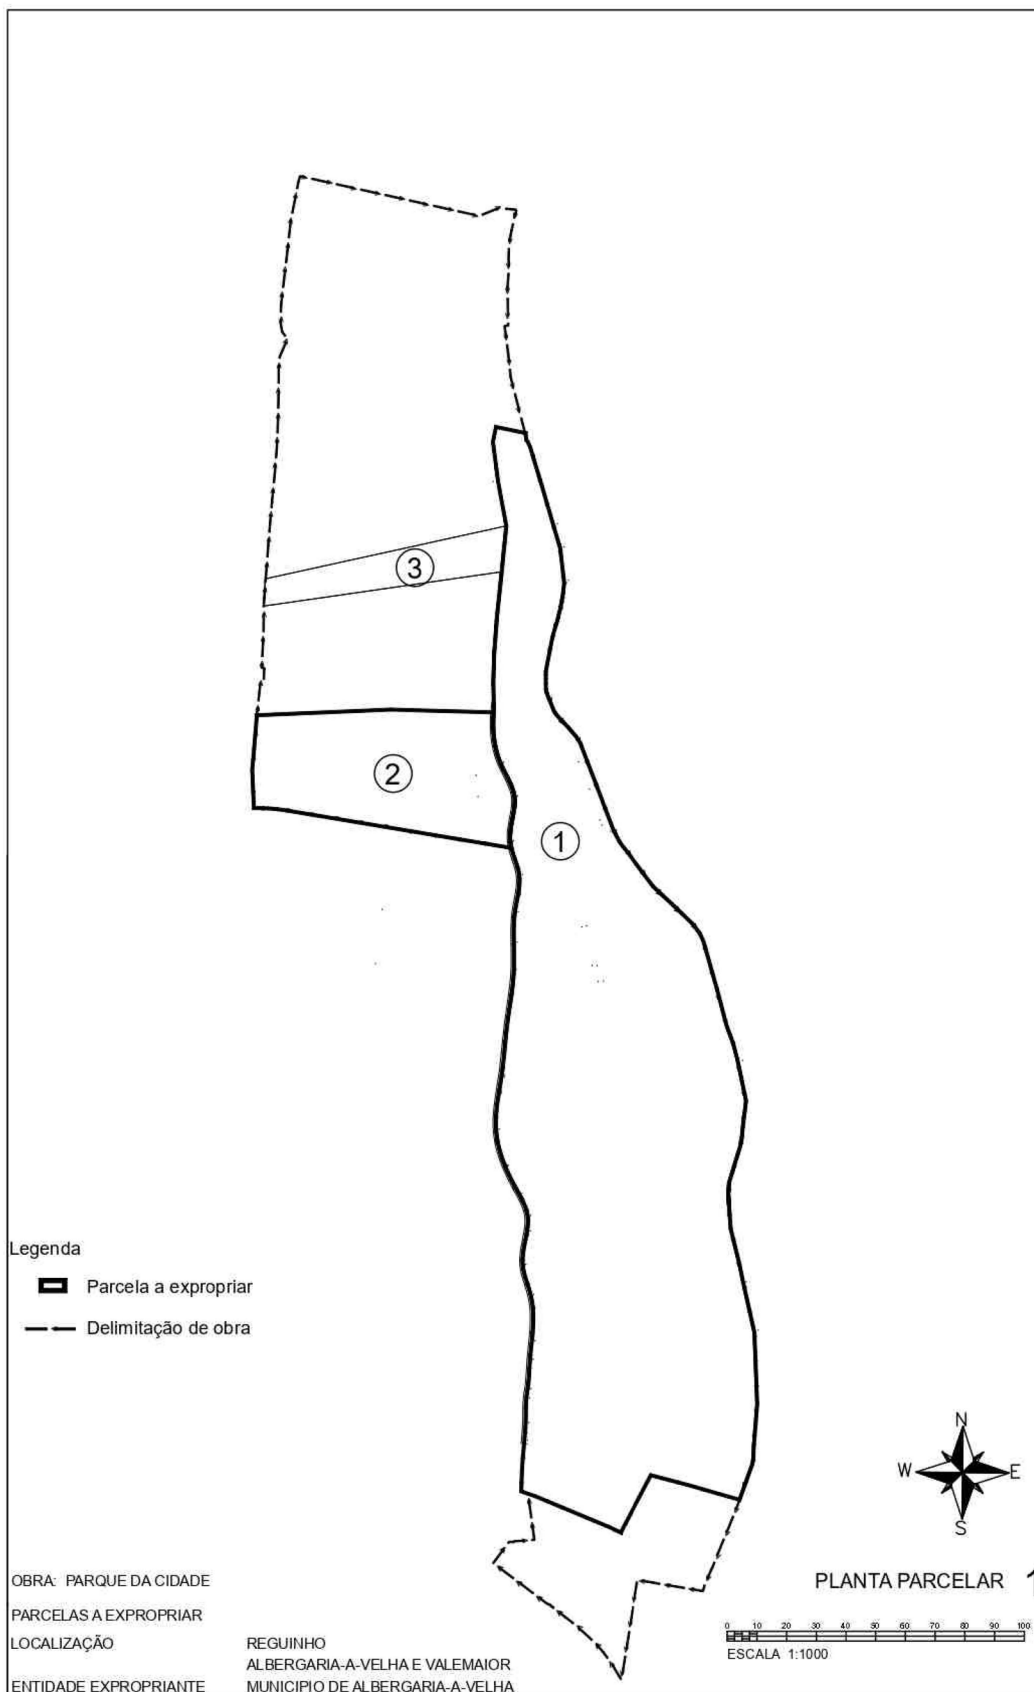 3
2
1
Legenda
Parcela a expropriar
Delimitação de obra
N
W E
S
OBRA: PARQUE DA CIDADE
PARCELAS A EXPROPRIAR
LOCALIZAÇÃO REGUINHO
ALBERGARIA-A-VELHA E VALEMAIOR
ENTIDADE EXPROPRIANTE MUNICIPIO DE ALBERGARIA-A-VELHA
PLANTA PARCELAR 1
0 10 20 30 40 50 60 70 80 90 100
ESCALA 1:1000